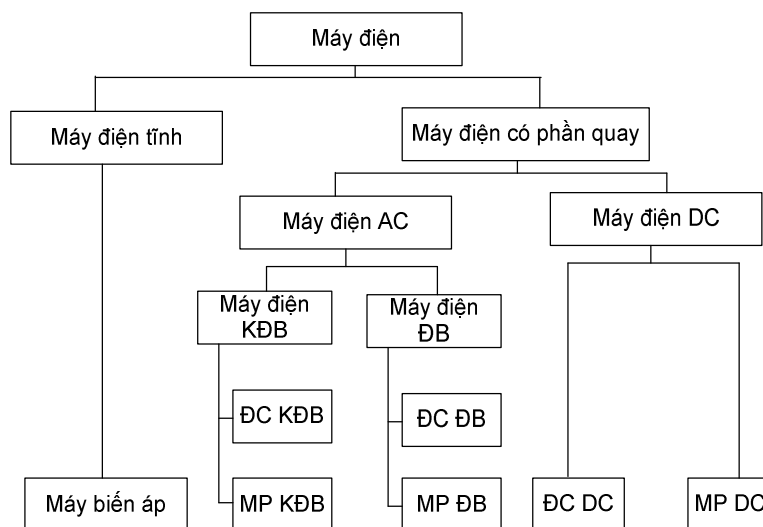 Máy điện
Máy điện tĩnh
Máy điện có phần quay
Máy điện AC
Máy điện DC
Máy điện
KĐB
Máy điện
ĐB
ĐC KĐB
ĐC ĐB
Máy biến áp
MP KĐB
MP ĐB
ĐC DC
MP DC